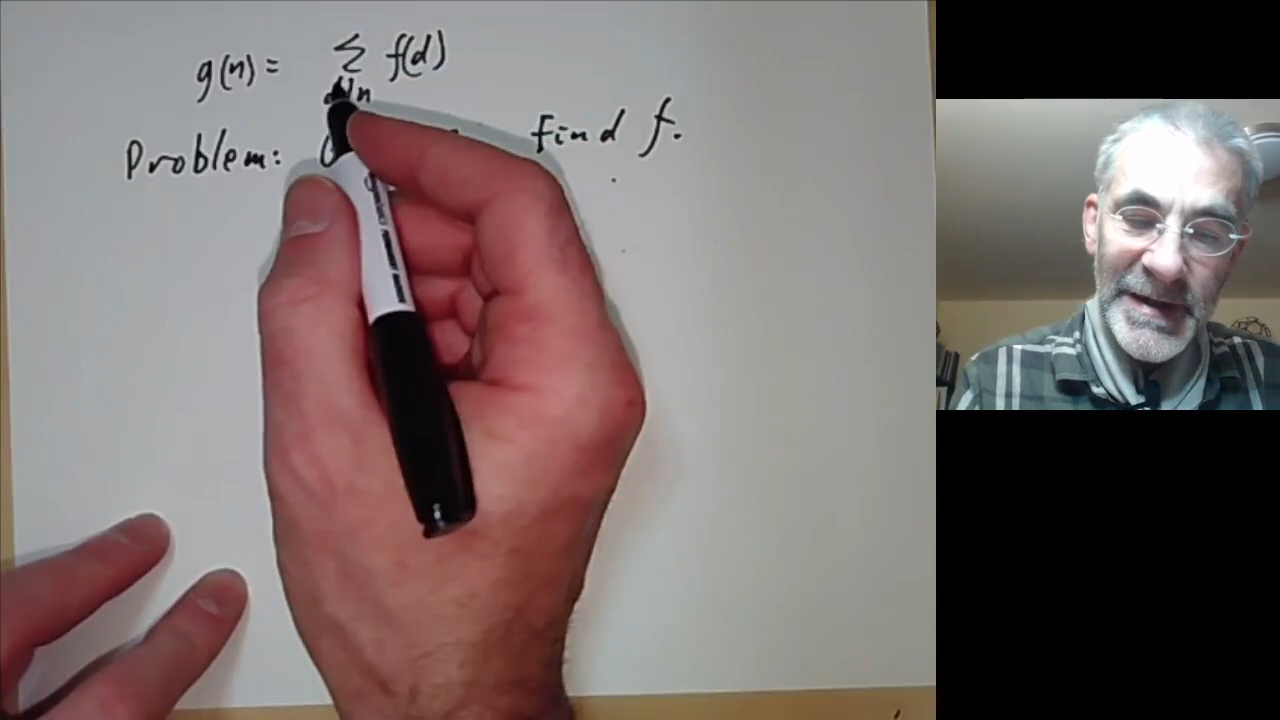 g(n) = Σ f(d)
d|n
Problem: Find f.